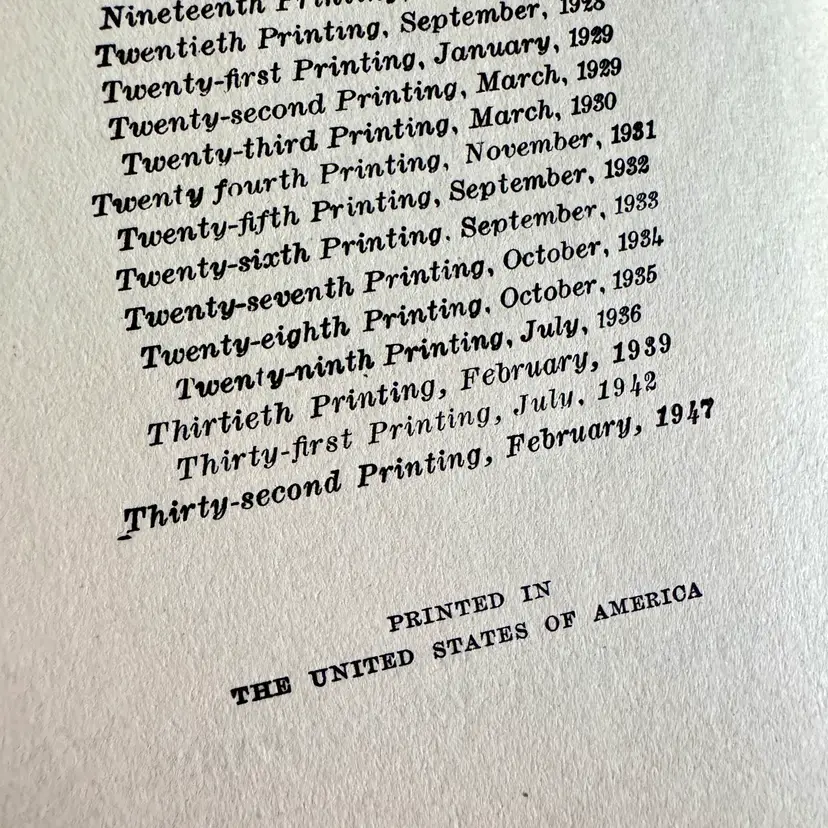 Nineteenth Printing,
Twentieth Printing, September, 1928
Twenty-first Printing, January, 1929
Twenty-second Printing, March, 1929
Twenty-third Printing, March, 1930
Twenty fourth Printing, November, 1931
Twenty-fifth Printing, September, 1932
Twenty-sixth Printing. September, 1933
Twenty-seventh Printing, October, 1934
Twenty-eighth Printing, October, 1935
Twenty-ninth Printing, July, 1936
Thirtieth Printing, February, 1939
Thirty-first Printing, July, 1942
Thirty-second Printing, February, 1947
PRINTED IN
THE UNITED STATES OF AMERICA